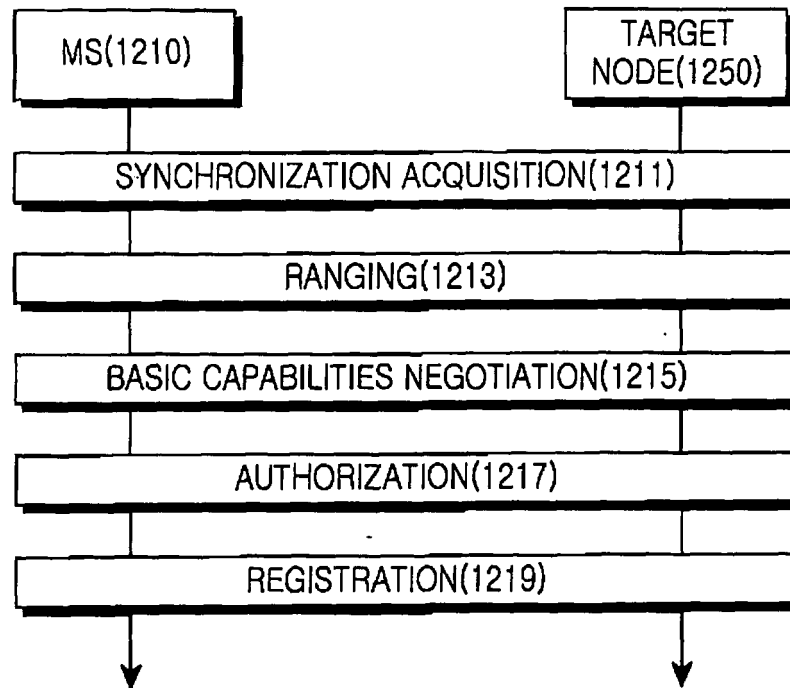 MS(1210)
TARGET
NODE(1250)
SYNCHRONIZATION ACQUISITION(1211)
RANGING(1213)
BASIC CAPABILITIES NEGOTIATION(1215)
AUTHORIZATION(1217)
REGISTRATION(1219)